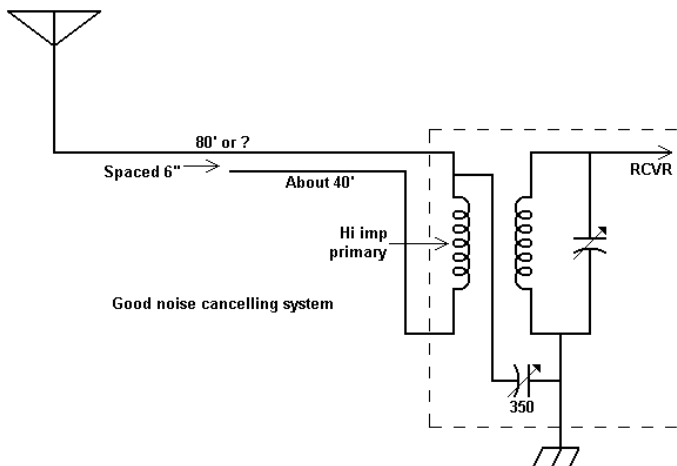 80' or ?
Spaced 6"
About 40'
RCVR
Hi imp
primary
Good noise cancelling system
350